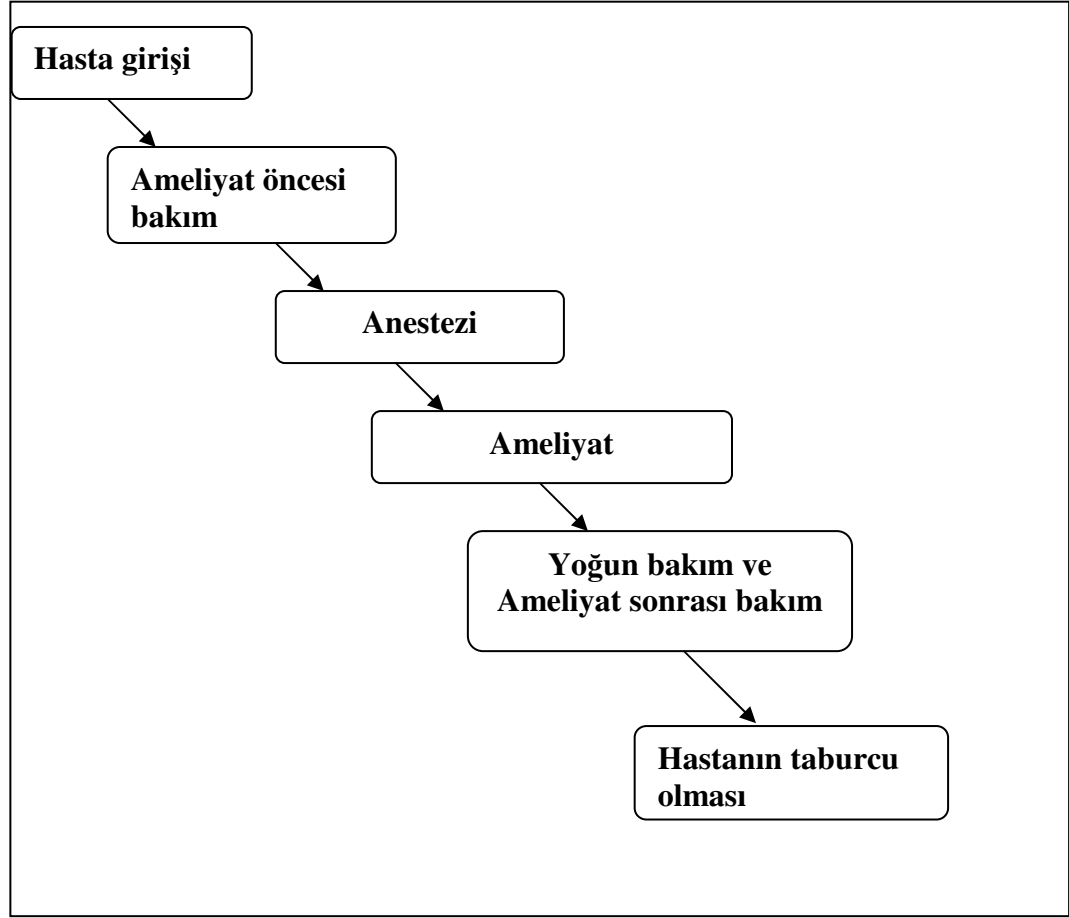 Hasta girişi
Ameliyat öncesi
bakım
Anestezi
Ameliyat
Yoğun bakım ve
Ameliyat sonrası bakım
Hastanın taburcu
olması